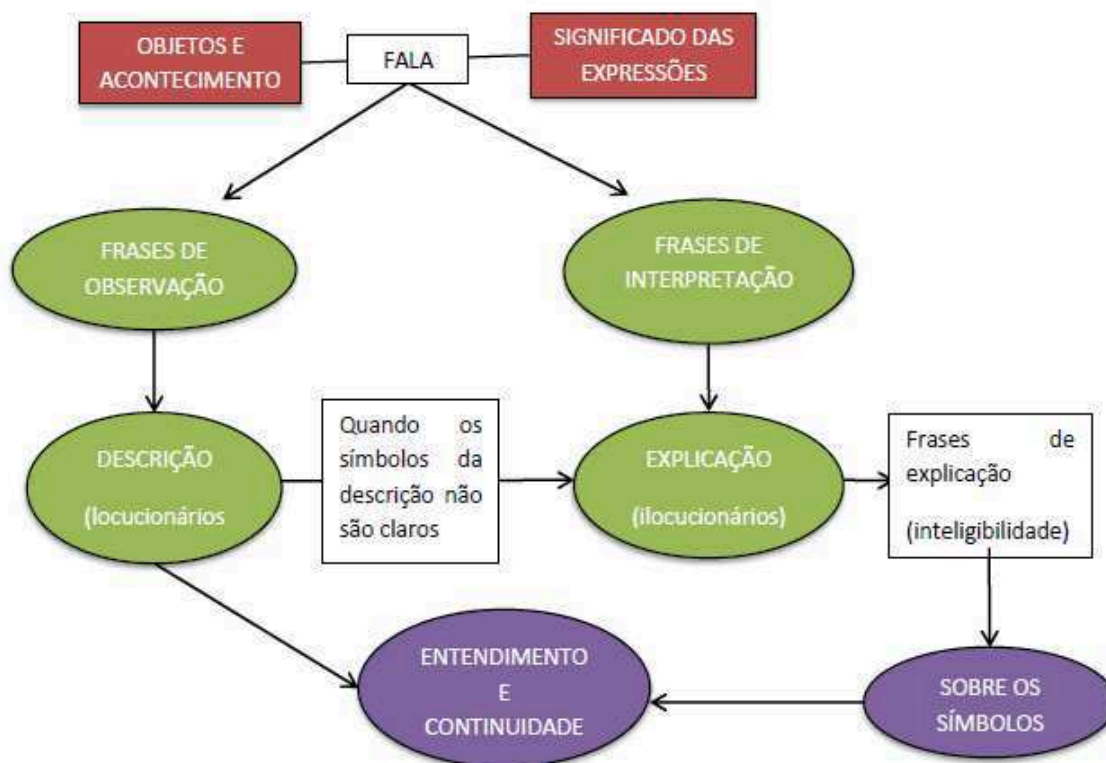 OBJETOS E
ACONTECIMENTO
FALA
SIGNIFICADO DAS
EXPRESSÕES
FRASES DE
OBSERVAÇÃO
FRASES DE
INTERPRETAÇÃO
DESCRIÇÃO
(locucionários
Quando os
símbolos da
descrição não
são claros
EXPLICAÇÃO
(ilocucionários)
Frases de
explicação
(inteligibilidade)
ENTENDIMENTO
E
CONTINUIDADE
SOBRE OS
SÍMBOLOS